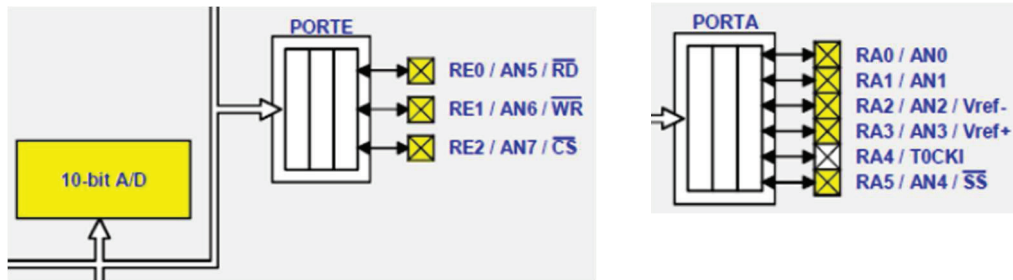 PORTE
RE0 / AN5 / RD
RE1 / AN6 / WR
RE2 / AN7 / CS
10-bit A/D
PORTA
RA0 / AN0
RA1 / AN1
RA2 / AN2 / Vref-
RA3 / AN3 / Vref+
RA4 / T0CKI
RA5 / AN4 / SS